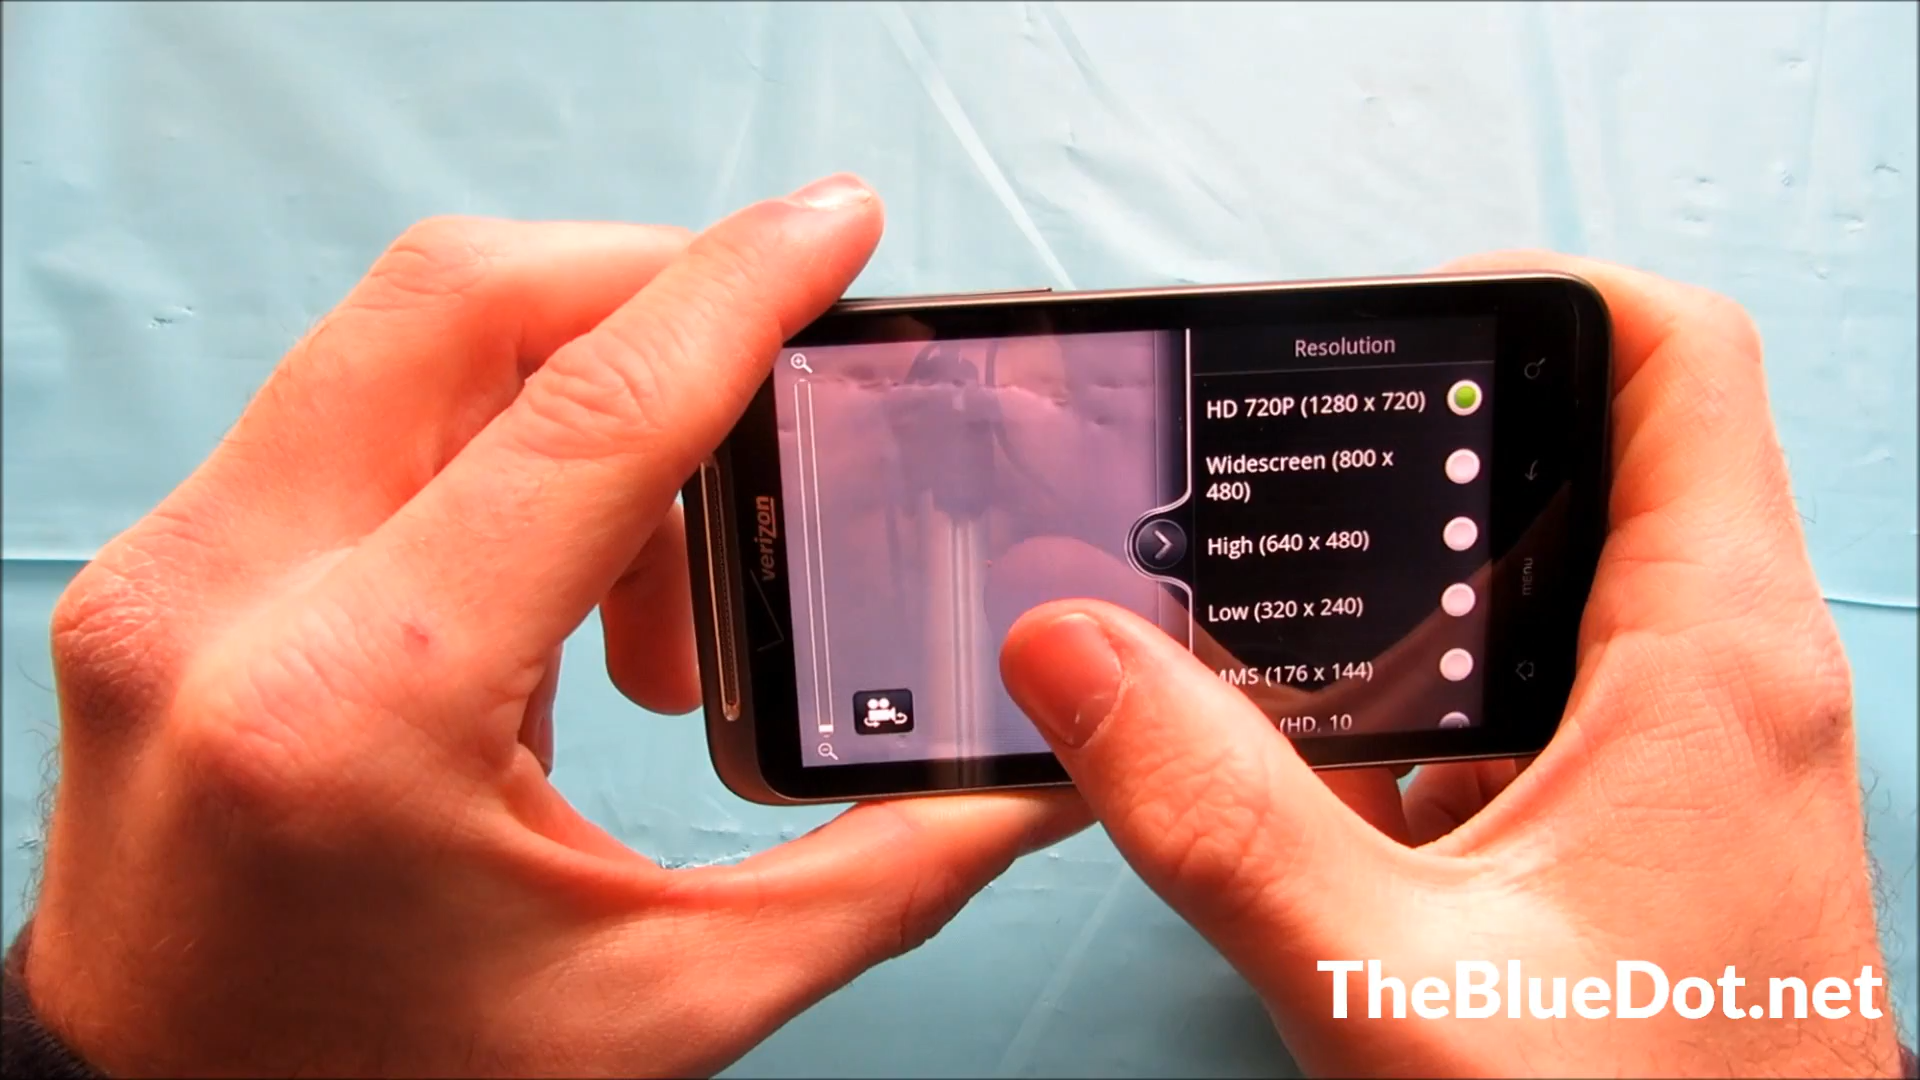 verizon
Resolution
HD 720P (1280 x 720)
Widescreen (800 x
480)
High (640 x 480)
Low (320 x 240)
MMS (176 x 144)
(HD, 10
menu
TheBlueDot.net